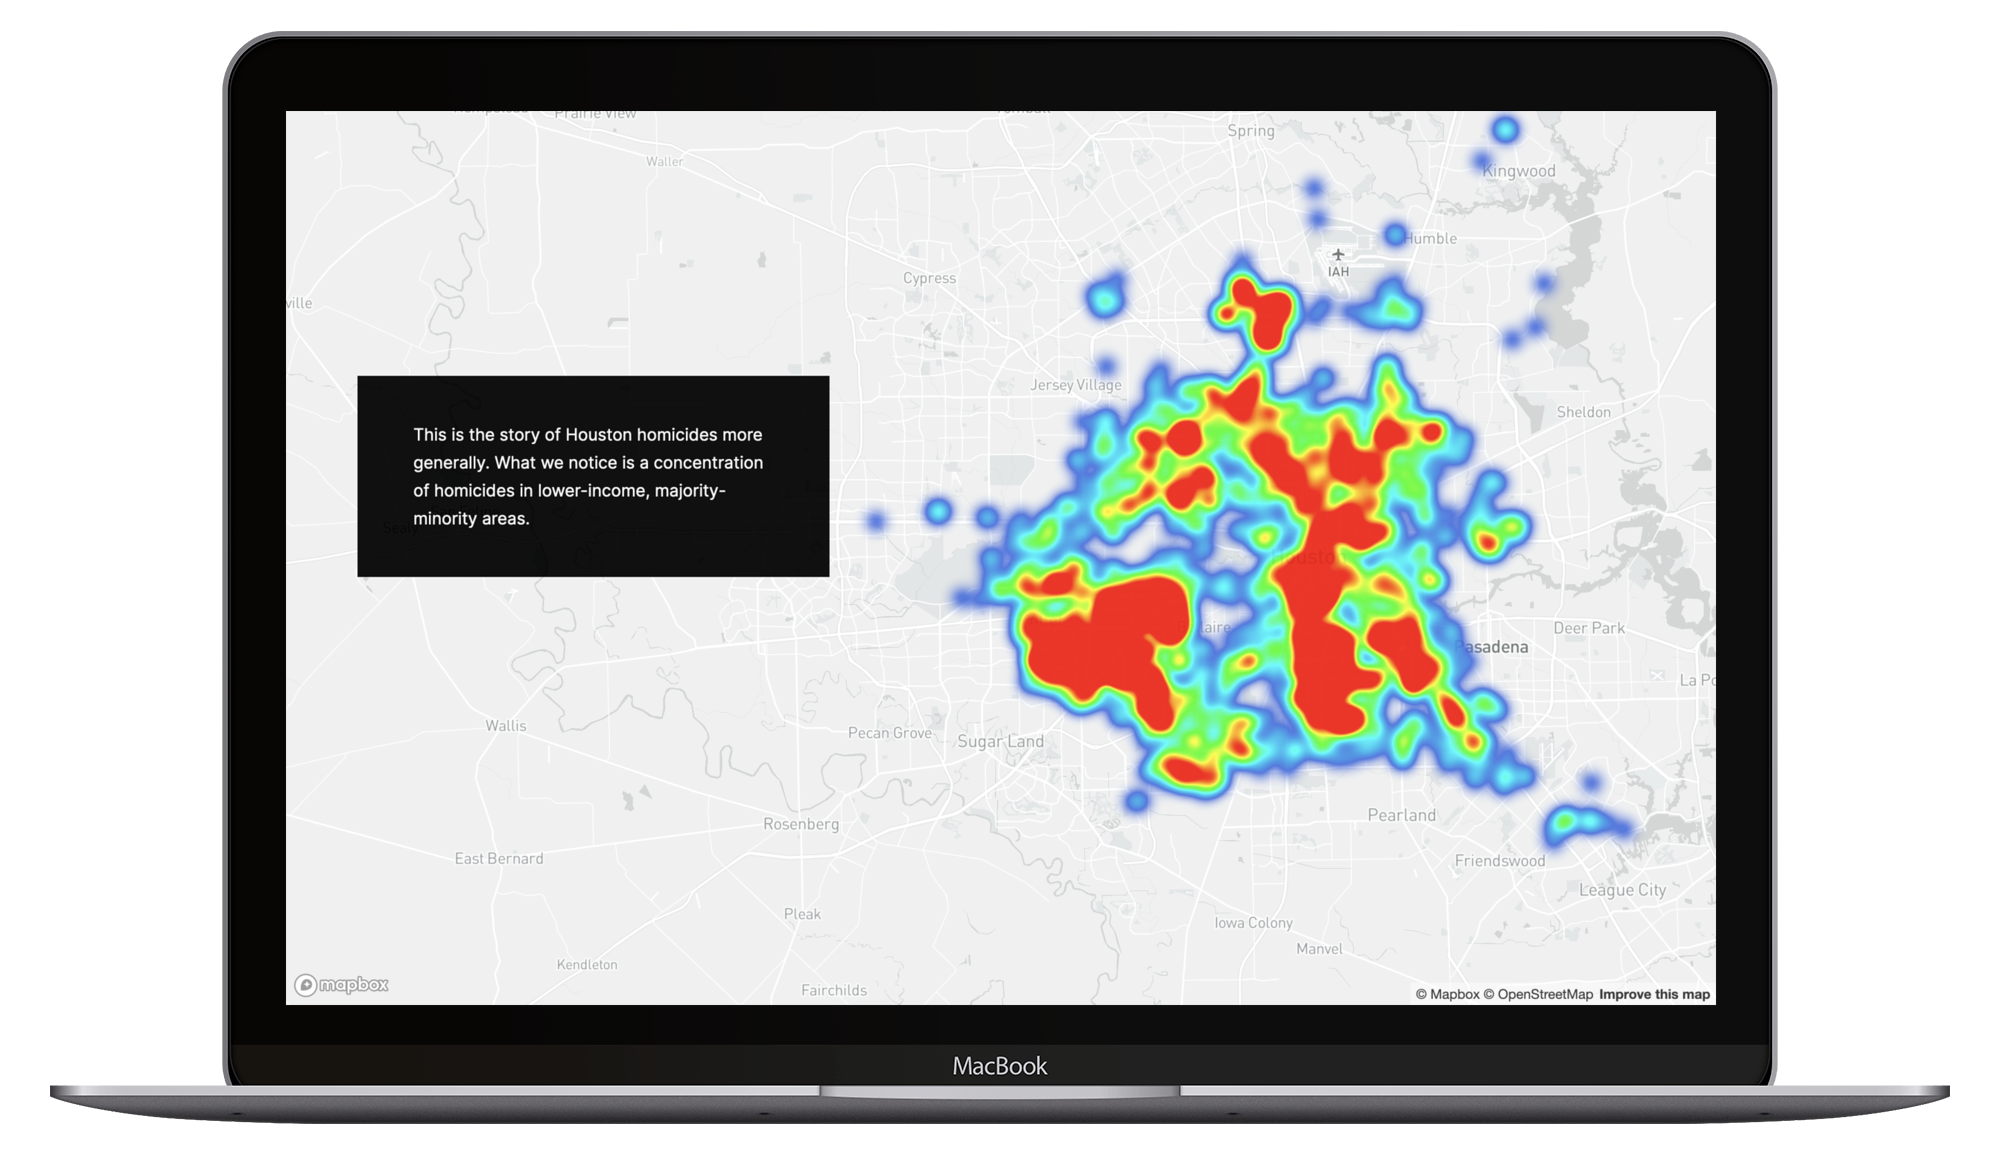 Prairie View
Spring
Waller
Kingwood
Humble
IAH
Cypress
ville
Jersey Village
Sheldon
This is the story of Houston homicides more
generally. What we notice is a concentration
of homicides in lower-income, majority-
minority areas.
Houston
Deer Park
Pasadena
La Po
Wallis
Pecan Grove
Sugar Land
Pearland
Rosenberg
East Bernard
Friendswood
League City
Pleak
Iowa Colony
Manvel
Kendleton
Fairchilds
mapbox
© Mapbox © OpenStreetMap Improve this map
MacBook